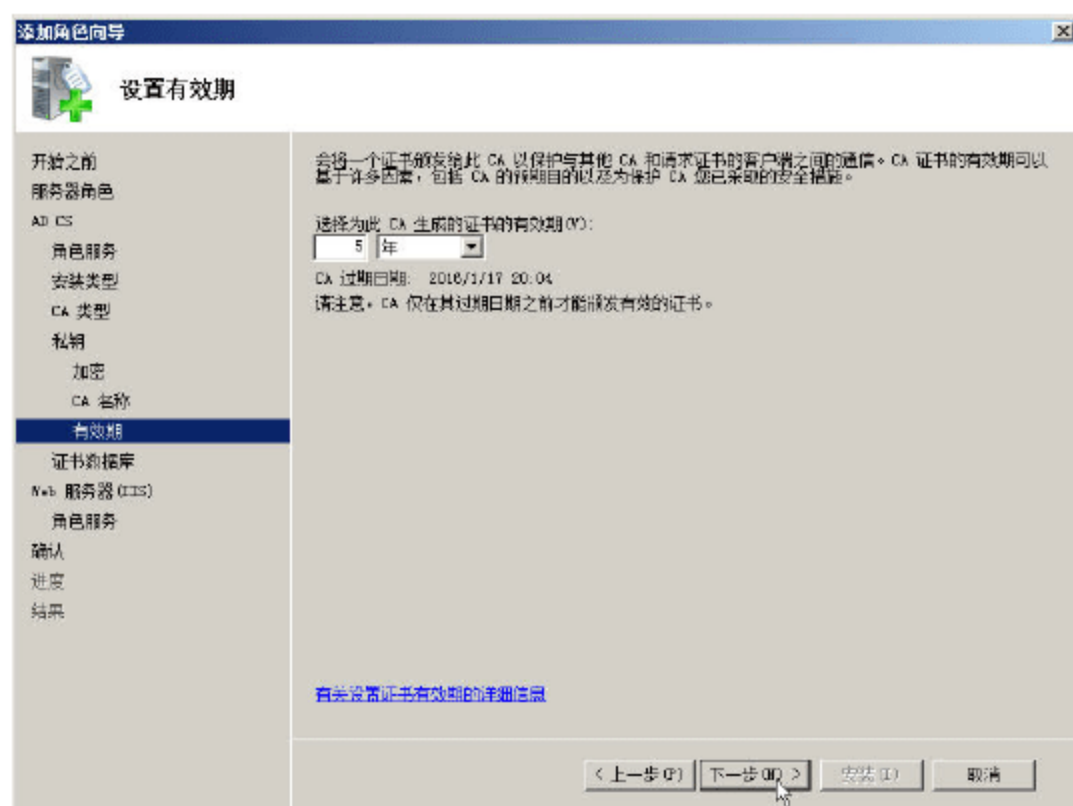 添加角色向导
设置有效期
开始之前
服务器角色
AD CS
角色服务
安装类型
CA 类型
私钥
加密
CA 名称
有效期
证书数据库
Web 服务器(IIS)
角色服务
确认
进度
结果
会将一个证书颁发给此 CA 以保护与其他 CA 和请求证书的客户端之间的通信。CA 证书的有效期可以
基于许多因素，包括 CA 的预期目的以及为保护 CA 您已采取的安全措施。
选择为此 CA 生成的证书的有效期(V):
5 年
CA 过期日期: 2016/1/17 20:04
请注意，CA 仅在其过期日期之前才能颁发有效的证书。
有关设置证书有效期的详细信息
< 上一步(P) 下一步(N) > 安装(I) 取消